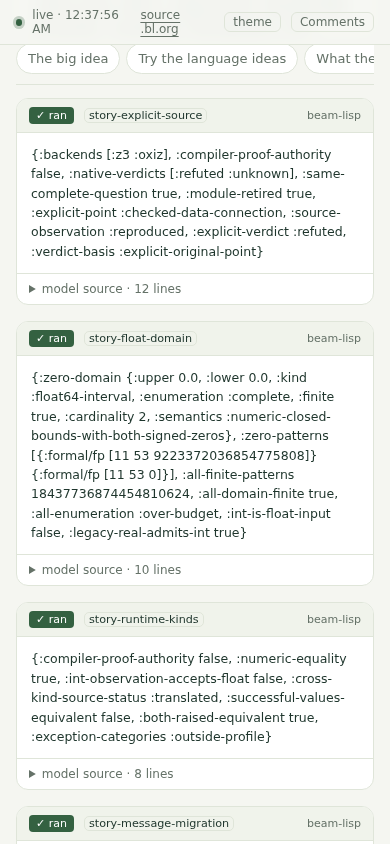 live · 12:37:56 AM
source.bl.org
theme
Comments
The big idea
Try the language ideas
What the
✓ ran story-explicit-source beam-lisp
{:backends [:z3 :oxiz], :compiler-proof-authority
false, :native-verdicts [:refuted :unknown], :same-
complete-question true, :module-retired true,
:explicit-point :checked-data-connection, :source-
observation :reproduced, :explicit-verdict :refuted,
:verdict-basis :explicit-original-point}
▶ model source · 12 lines
✓ ran story-float-domain beam-lisp
{:zero-domain {:upper 0.0, :lower 0.0, :kind
:float64-interval, :enumeration :complete, :finite
true, :cardinality 2, :semantics :numeric-closed-
bounds-with-both-signed-zeros}, :zero-patterns
[{:formal/fp [11 53 9223372036854775808]}
{:formal/fp [11 53 0]}], :all-finite-patterns
18437736874454810624, :all-domain-finite true,
:all-enumeration :over-budget, :int-is-float-input
false, :legacy-real-admits-int true}
▶ model source · 10 lines
✓ ran story-runtime-kinds beam-lisp
{:compiler-proof-authority false, :numeric-equality
true, :int-observation-accepts-float false, :cross-
kind-source-status :translated, :successful-values-
equivalent false, :both-raised-equivalent true,
:exception-categories :outside-profile}
▶ model source · 8 lines
✓ ran story-message-migration beam-lisp